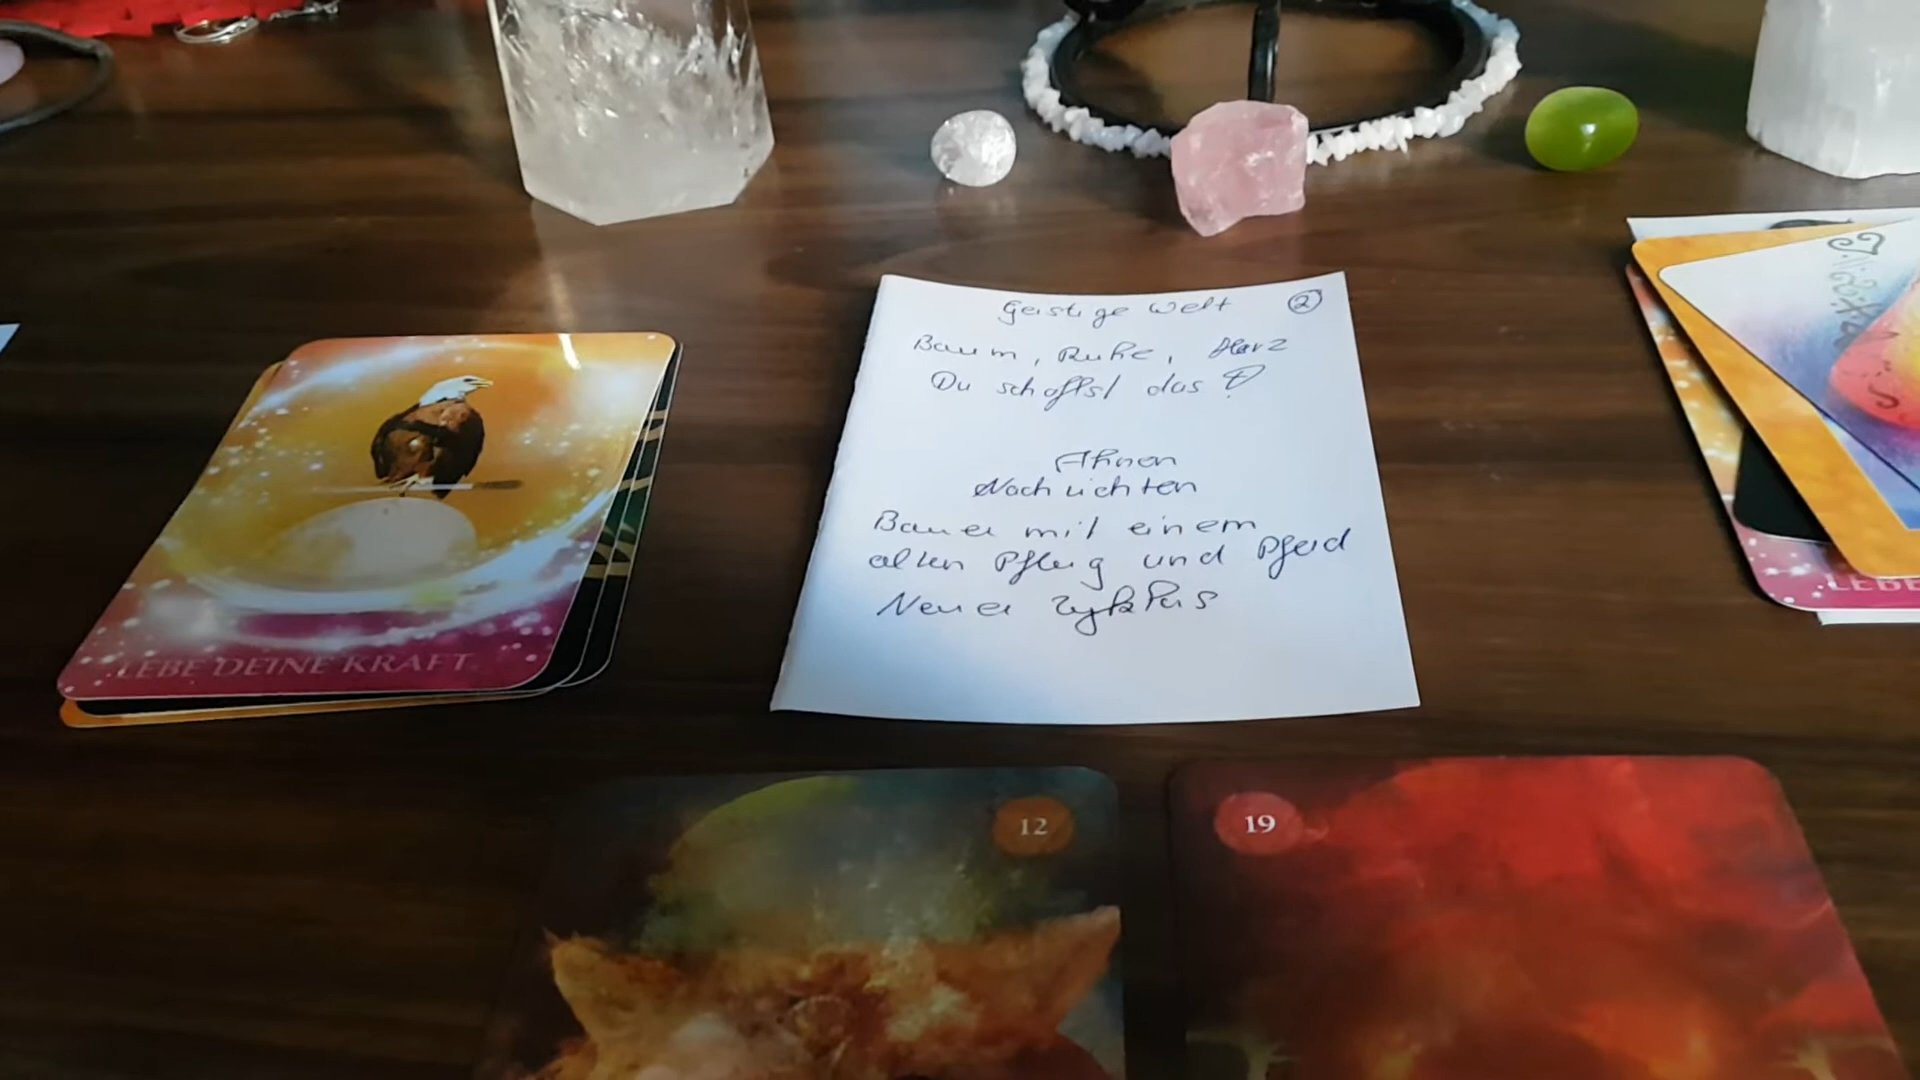 Geistige Welt ②
Baum, Ruhe, Herz
Du schaffst das
Ahnen
Nachrichten
Bauer mit einem
alten Pflug und Pferd
Neuer Zyklus
LEBE DEINE KRAFT
LEBE
12
19